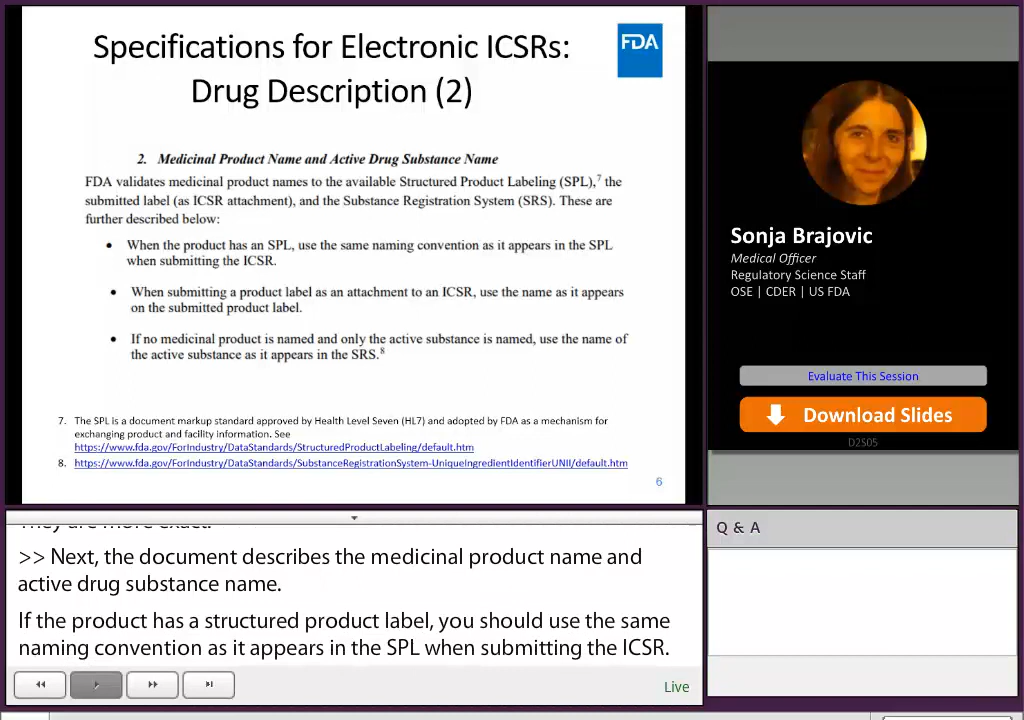 Specifications for Electronic ICSRs:
Drug Description (2)
FDA
2. Medicinal Product Name and Active Drug Substance Name
FDA validates medicinal product names to the available Structured Product Labeling (SPL),7 the
submitted label (as ICSR attachment), and the Substance Registration System (SRS). These are
further described below:
• When the product has an SPL, use the same naming convention as it appears in the SPL
when submitting the ICSR.
• When submitting a product label as an attachment to an ICSR, use the name as it appears
on the submitted product label.
• If no medicinal product is named and only the active substance is named, use the name of
the active substance as it appears in the SRS.8
7. The SPL is a document markup standard approved by Health Level Seven (HL7) and adopted by FDA as a mechanism for
exchanging product and facility information. See
https://www.fda.gov/ForIndustry/DataStandards/StructuredProductLabeling/default.htm
8. https://www.fda.gov/ForIndustry/DataStandards/SubstanceRegistrationSystem-UniqueIngredientIdentifierUNII/default.htm
6
Sonja Brajovic
Medical Officer
Regulatory Science Staff
OSE | CDER | US FDA
Evaluate This Session
Download Slides
D2S05
They are more exact.
>> Next, the document describes the medicinal product name and
active drug substance name.
If the product has a structured product label, you should use the same
naming convention as it appears in the SPL when submitting the ICSR.
Live
Q & A